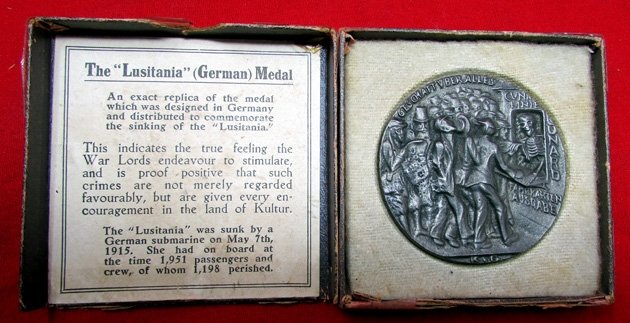 The "Lusitania" (German) Medal
An exact replica of the medal
which was designed in Germany
and distributed to commemorate
the sinking of the "Lusitania."
This indicates the true feeling the
War Lords endeavour to stimulate,
and is proof positive that such
crimes are not merely regarded
favourably, but are given every en-
couragement in the land of Kultur.
The "Lusitania" was sunk by a
German submarine on May 7th,
1915. She had on board at
the time 1,951 passengers and
crew, of whom 1,198 perished.
GESCHÄFT ÜBER ALLES
CUNARD
LINIE
CUNARD
FAHRKARTEN
AUSGABE
K.G.